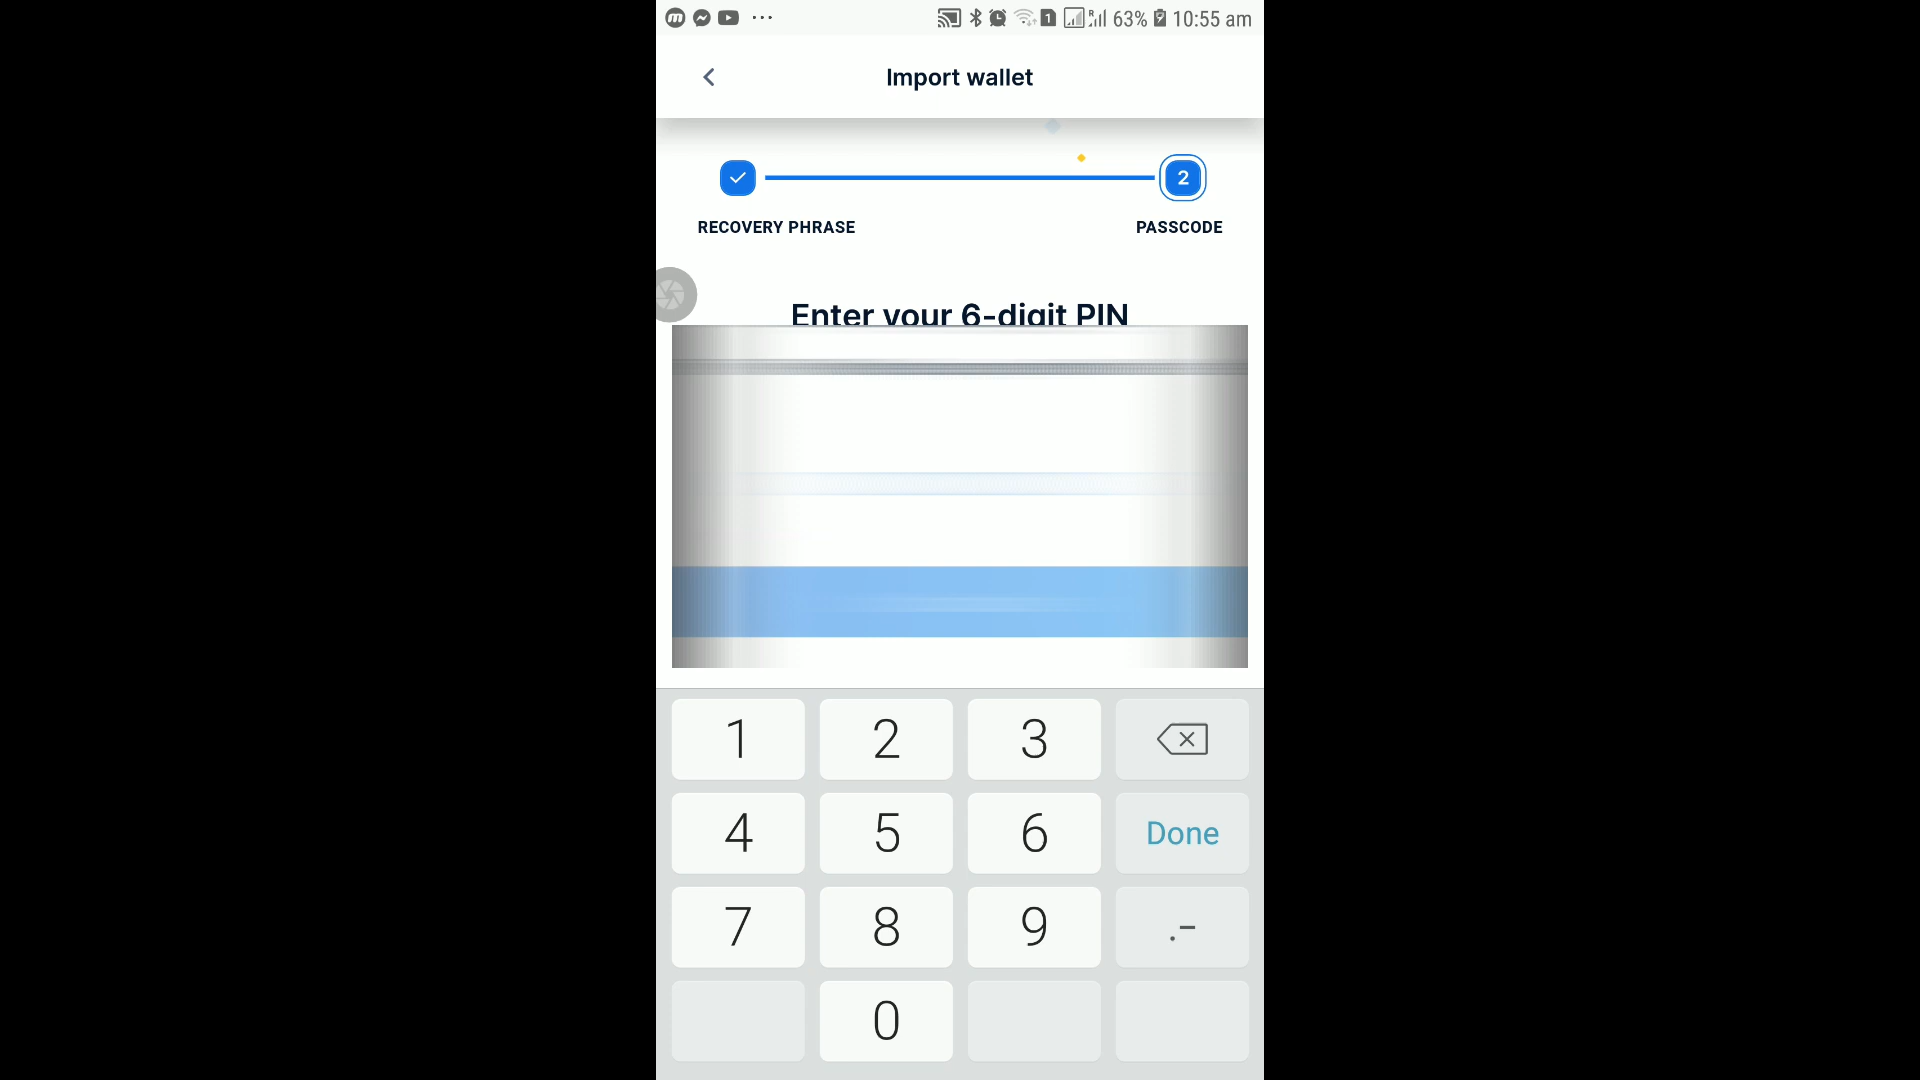 1 R 63% 10:55 am
Import wallet
2
RECOVERY PHRASE PASSCODE
Enter your 6-digit PIN
1 2 3
4 5 6 Done
7 8 9 .-
0